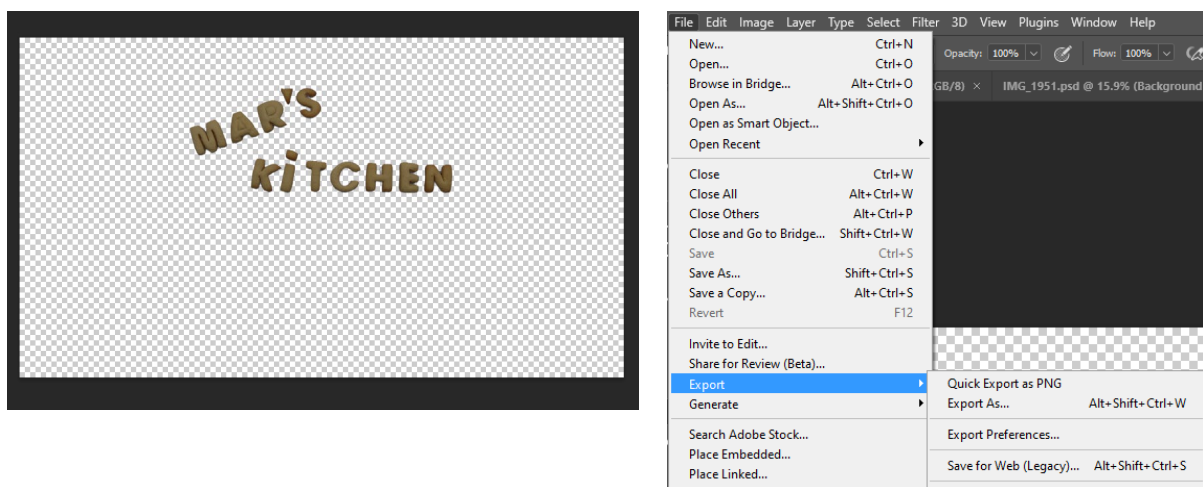 MAR'S
KiTCHEN
File Edit Image Layer Type Select Filter 3D View Plugins Window Help
New... Ctrl+N
Open... Ctrl+O
Browse in Bridge... Alt+Ctrl+O
Open As... Alt+Shift+Ctrl+O
Open as Smart Object...
Open Recent
Close Ctrl+W
Close All Alt+Ctrl+W
Close Others Alt+Ctrl+P
Close and Go to Bridge... Shift+Ctrl+W
Save Ctrl+S
Save As... Shift+Ctrl+S
Save a Copy... Alt+Ctrl+S
Revert F12
Invite to Edit...
Share for Review (Beta)...
Export
Generate
Search Adobe Stock...
Place Embedded...
Place Linked...
Opacity: 100% Flow: 100%
GB/8) × IMG_1951.psd @ 15.9% (Background
Quick Export as PNG
Export As... Alt+Shift+Ctrl+W
Export Preferences...
Save for Web (Legacy)... Alt+Shift+Ctrl+S